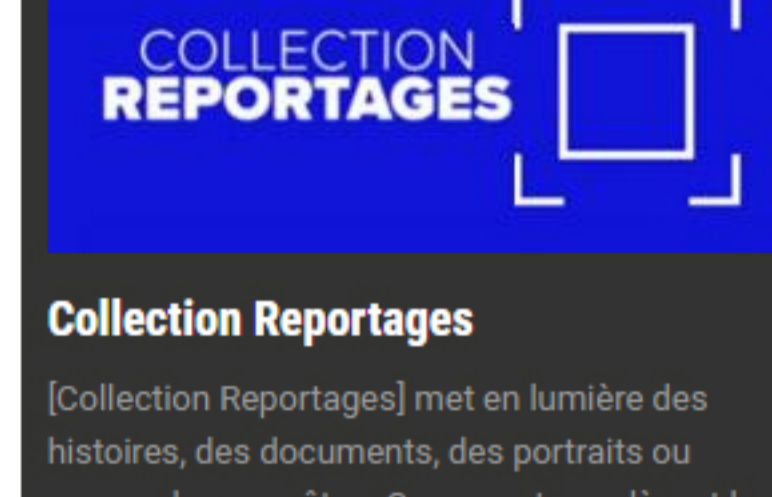 COLLECTION
REPORTAGES
Collection Reportages
[Collection Reportages] met en lumière des
histoires, des documents, des portraits ou